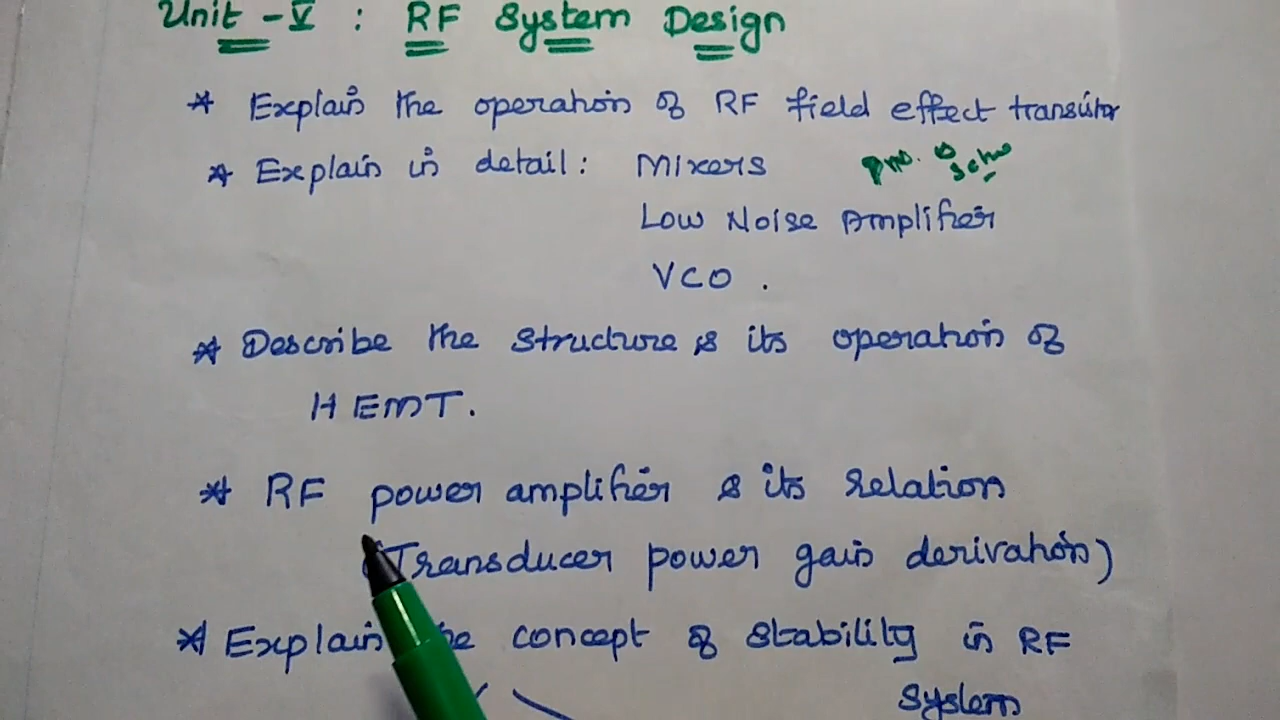 Unit - V : RF System Design
* Explain the operation of RF field effect transistor
* Explain in detail : Mixers
Low Noise Amplifier
VCO .
* Describe the structure & its operation of
HEMT.
* RF power amplifier & its relation
(Transducer power gain derivation)
* Explain the concept of stability in RF
System